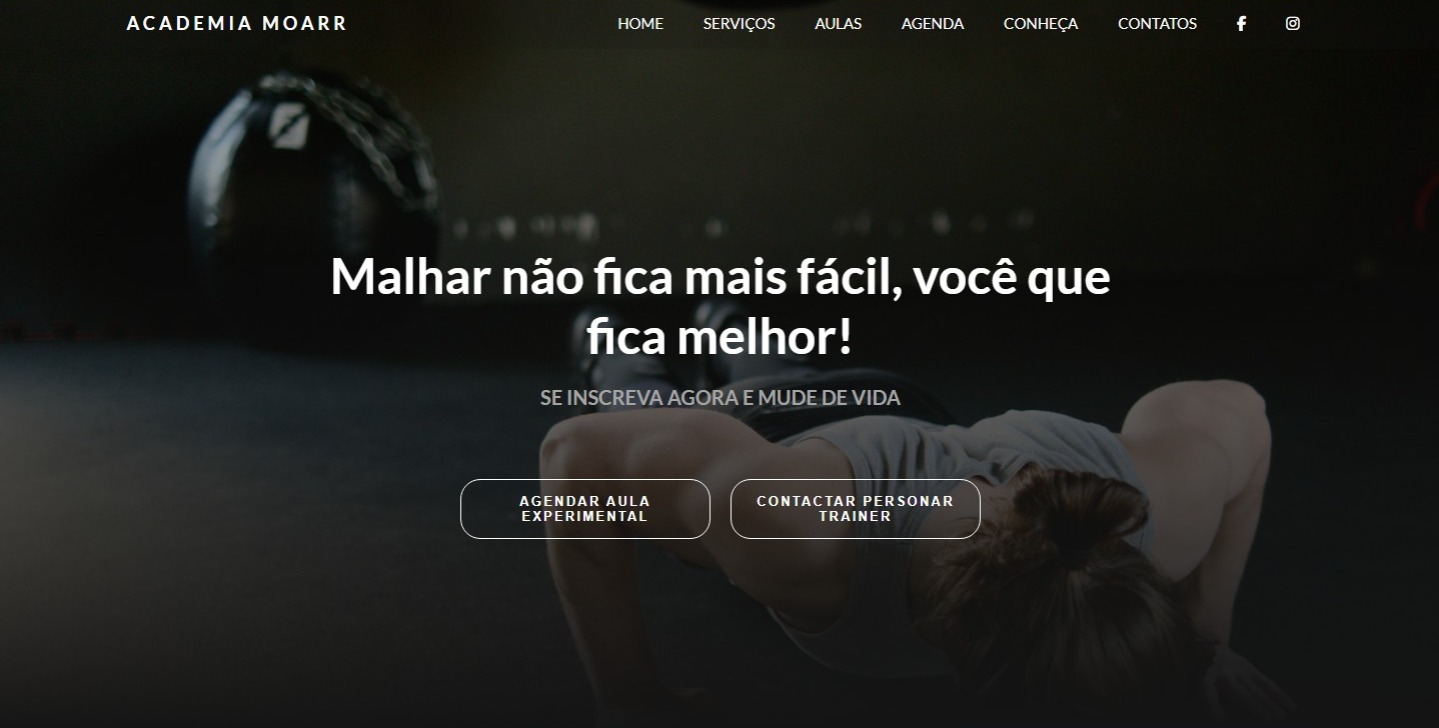 ACADEMIA MOARR
HOME SERVIÇOS AULAS AGENDA CONHEÇA CONTATOS
Malhar não fica mais fácil, você que
fica melhor!
SE INSCREVA AGORA E MUDE DE VIDA
AGENDAR AULA
EXPERIMENTAL
CONTACTAR PERSONAR
TRAINER